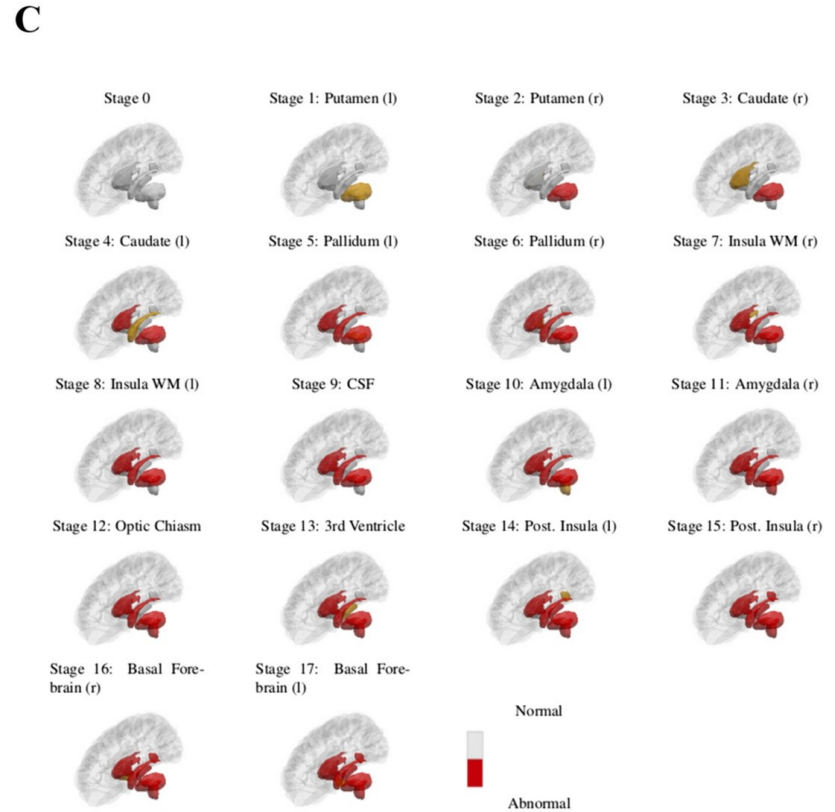 C
Stage 0
Stage 1: Putamen (l)
Stage 2: Putamen (r)
Stage 3: Caudate (r)
Stage 4: Caudate (l)
Stage 5: Pallidum (l)
Stage 6: Pallidum (r)
Stage 7: Insula WM (r)
Stage 8: Insula WM (l)
Stage 9: CSF
Stage 10: Amygdala (l)
Stage 11: Amygdala (r)
Stage 12: Optic Chiasm
Stage 13: 3rd Ventricle
Stage 14: Post. Insula (l)
Stage 15: Post. Insula (r)
Stage 16: Basal Fore-
brain (r)
Stage 17: Basal Fore-
brain (l)
Normal
Abnormal